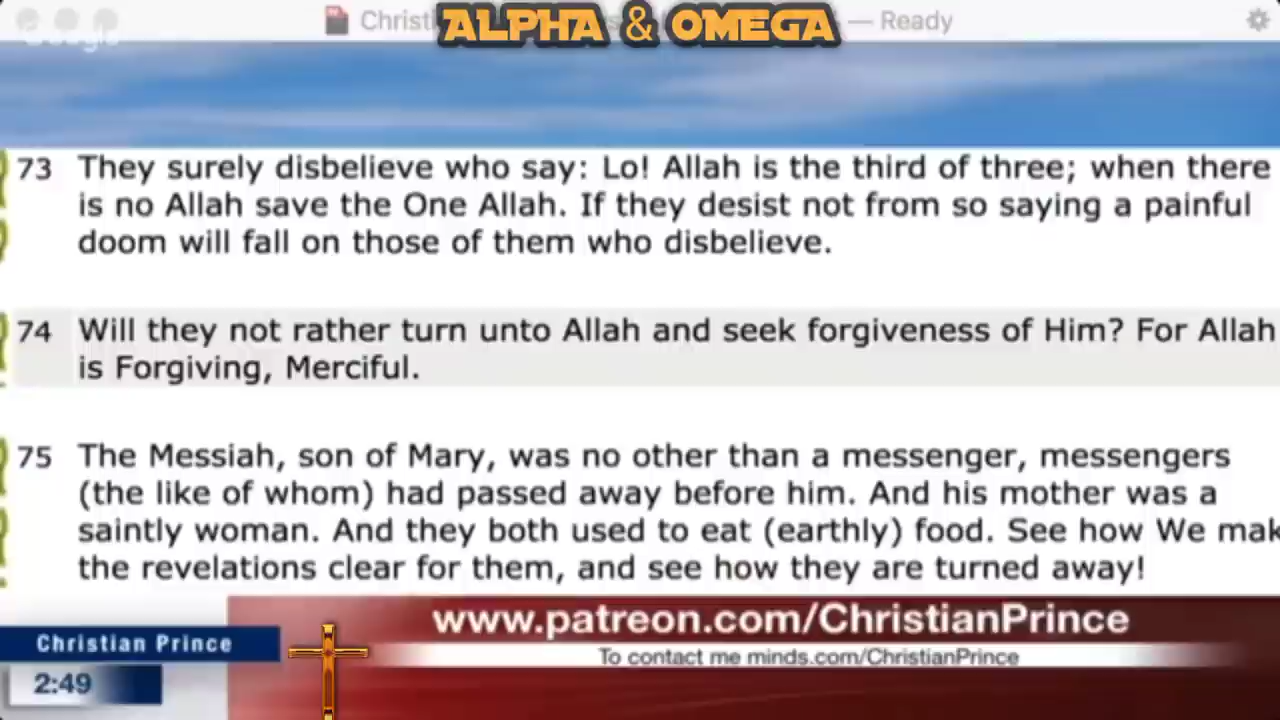 Christi
ALPHA & OMEGA
— Ready
73 They surely disbelieve who say: Lo! Allah is the third of three; when there
is no Allah save the One Allah. If they desist not from so saying a painful
doom will fall on those of them who disbelieve.
74 Will they not rather turn unto Allah and seek forgiveness of Him? For Allah
is Forgiving, Merciful.
75 The Messiah, son of Mary, was no other than a messenger, messengers
(the like of whom) had passed away before him. And his mother was a
saintly woman. And they both used to eat (earthly) food. See how We mak
the revelations clear for them, and see how they are turned away!
www.patreon.com/ChristianPrince
Christian Prince
To contact me minds.com/ChristianPrince
2:49